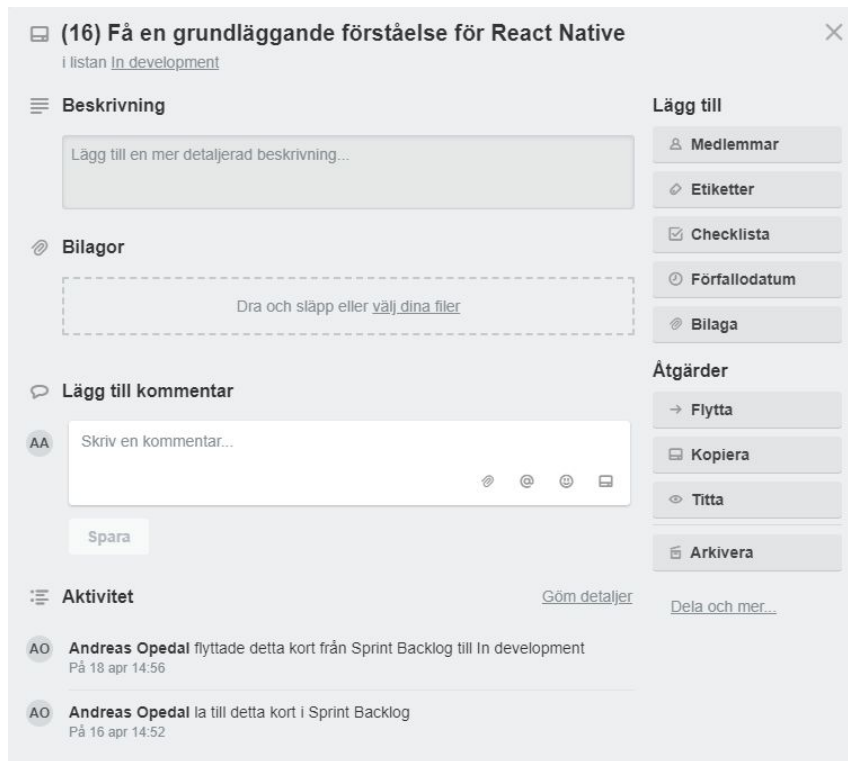 (16) Få en grundläggande förståelse för React Native
i listan In development
Beskrivning
Lägg till en mer detaljerad beskrivning...
Bilagor
Dra och släpp eller välj dina filer
Lägg till kommentar
AA
Skriv en kommentar...
Spara
Aktivitet
Göm detaljer
AO
Andreas Opedal flyttade detta kort från Sprint Backlog till In development
På 18 apr 14:56
AO
Andreas Opedal la till detta kort i Sprint Backlog
På 16 apr 14:52
Lägg till
Medlemmar
Etiketter
Checklista
Förfallodatum
Bilaga
Åtgärder
Flytta
Kopiera
Titta
Arkivera
Dela och mer...